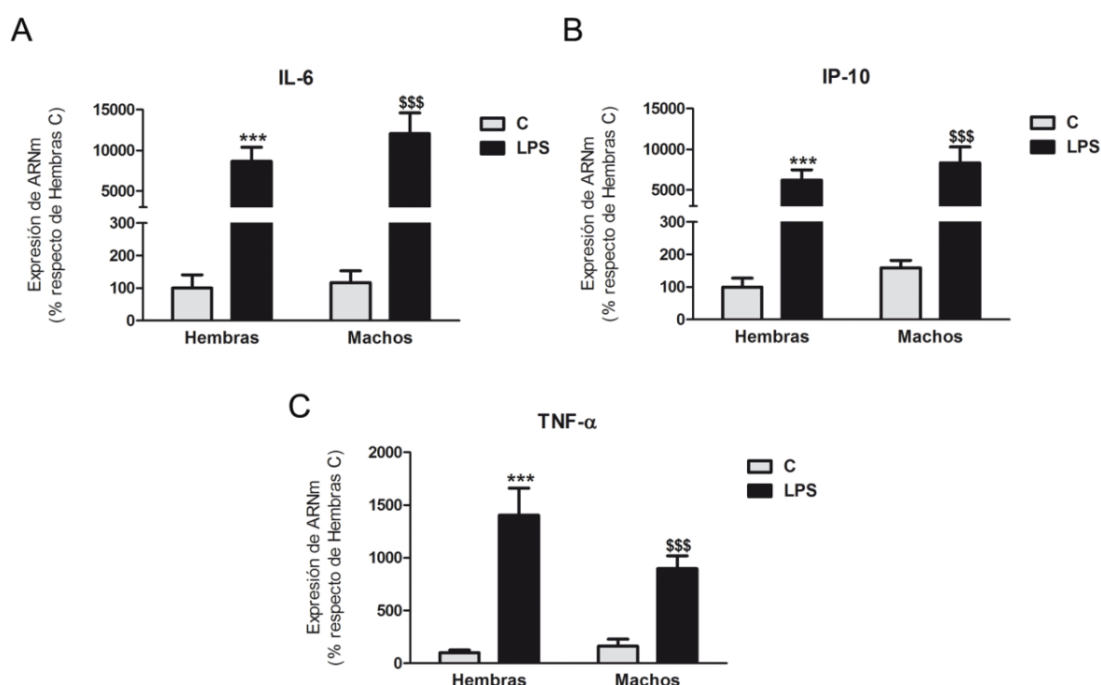 A
IL-6
Expresión de ARNm
(% respecto de Hembras C)
15000
10000
5000
300
200
100
0
***
$$$
Hembras
Machos
C
LPS
B
IP-10
Expresión de ARNm
(% respecto de Hembras C)
15000
10000
5000
300
200
100
0
***
$$$
Hembras
Machos
C
LPS
C
TNF-α
Expresión de ARNm
(% respecto de Hembras C)
2000
1500
1000
500
0
***
$$$
Hembras
Machos
C
LPS